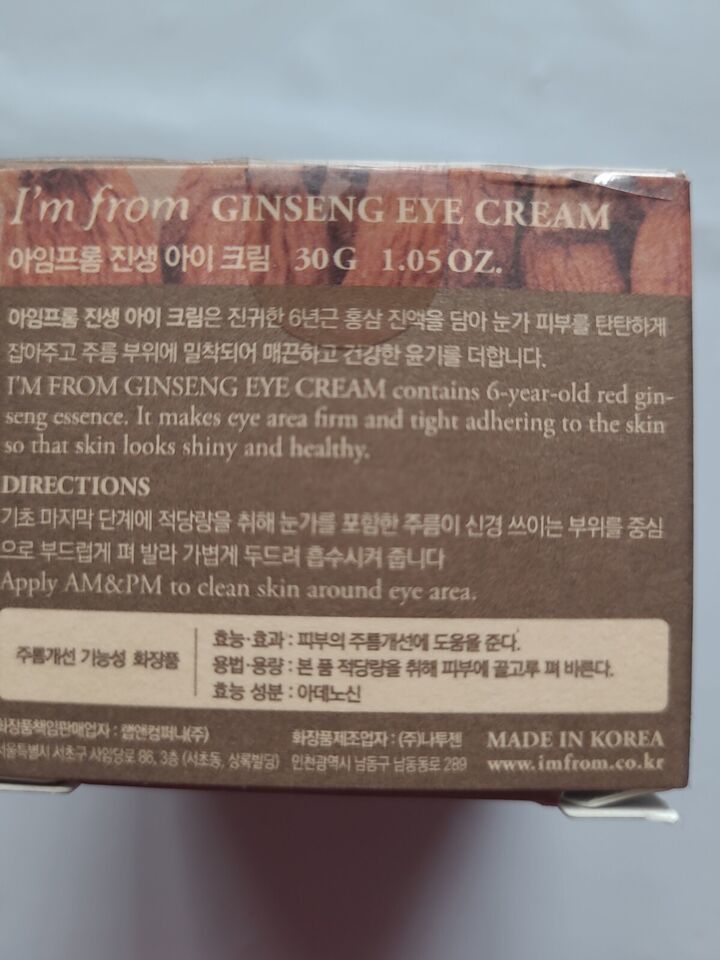 I'm from GINSENG EYE CREAM
아임프롬 진생 아이 크림 30G 1.05 OZ.
아임프롬 진생 아이 크림은 진귀한 6년근 홍삼 진액을 담아 눈가 피부를 탄탄하게
잡아주고 주름 부위에 밀착되어 매끈하고 건강한 윤기를 더합니다.
I'M FROM GINSENG EYE CREAM contains 6-year-old red gin-
seng essence. It makes eye area firm and tight adhering to the skin
so that skin looks shiny and healthy.
DIRECTIONS
기초 마지막 단계에 적당량을 취해 눈가를 포함한 주름이 신경 쓰이는 부위를 중심
으로 부드럽게 펴 발라 가볍게 두드려 흡수시켜 줍니다
Apply AM&PM to clean skin around eye area.
주름개선 기능성 화장품
효능·효과 : 피부의 주름개선에 도움을 준다.
용법·용량 : 본 품 적당량을 취해 피부에 골고루 펴 바른다.
효능 성분 : 아데노신
화장품책임판매업자 : 랩앤컴퍼니(주)
서울특별시 서초구 사임당로 86, 3층 (서초동, 상록빌딩)
화장품제조업자 : (주)나투젠
인천광역시 남동구 남동동로 289
MADE IN KOREA
www.imfrom.co.kr